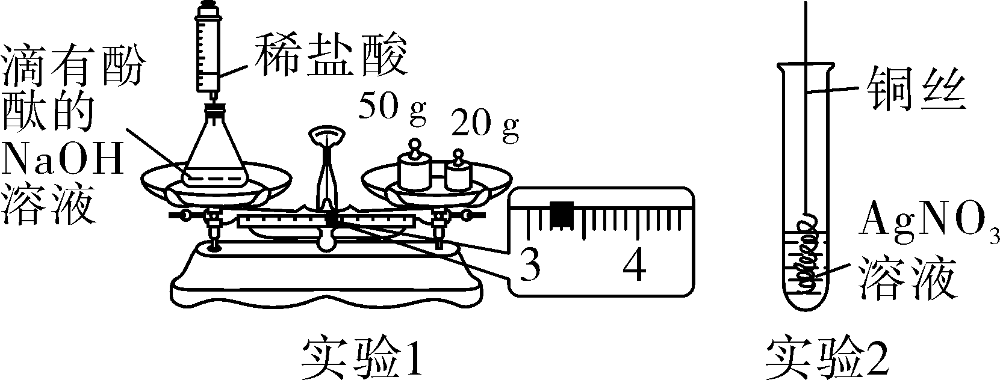 滴有酚
酞的
NaOH
溶液
稀盐酸
50 g
20 g
3 4
实验1
铜丝
AgNO₃
溶液
实验2